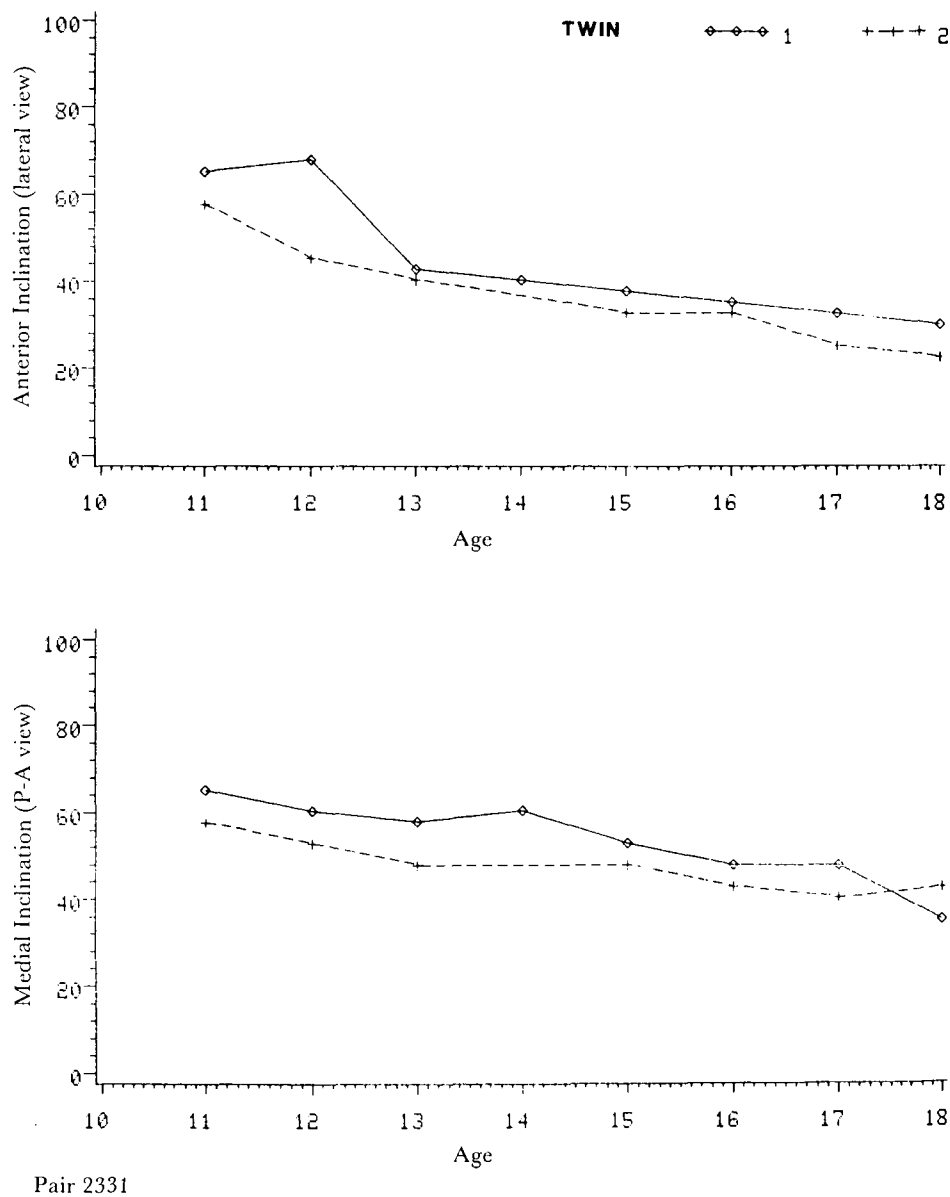 TWIN 1 2
Anterior Inclination (lateral view)
100
80
60
40
20
0
10 11 12 13 14 15 16 17 18
Age
Medial Inclination (P-A view)
100
80
60
40
20
0
10 11 12 13 14 15 16 17 18
Age
Pair 2331